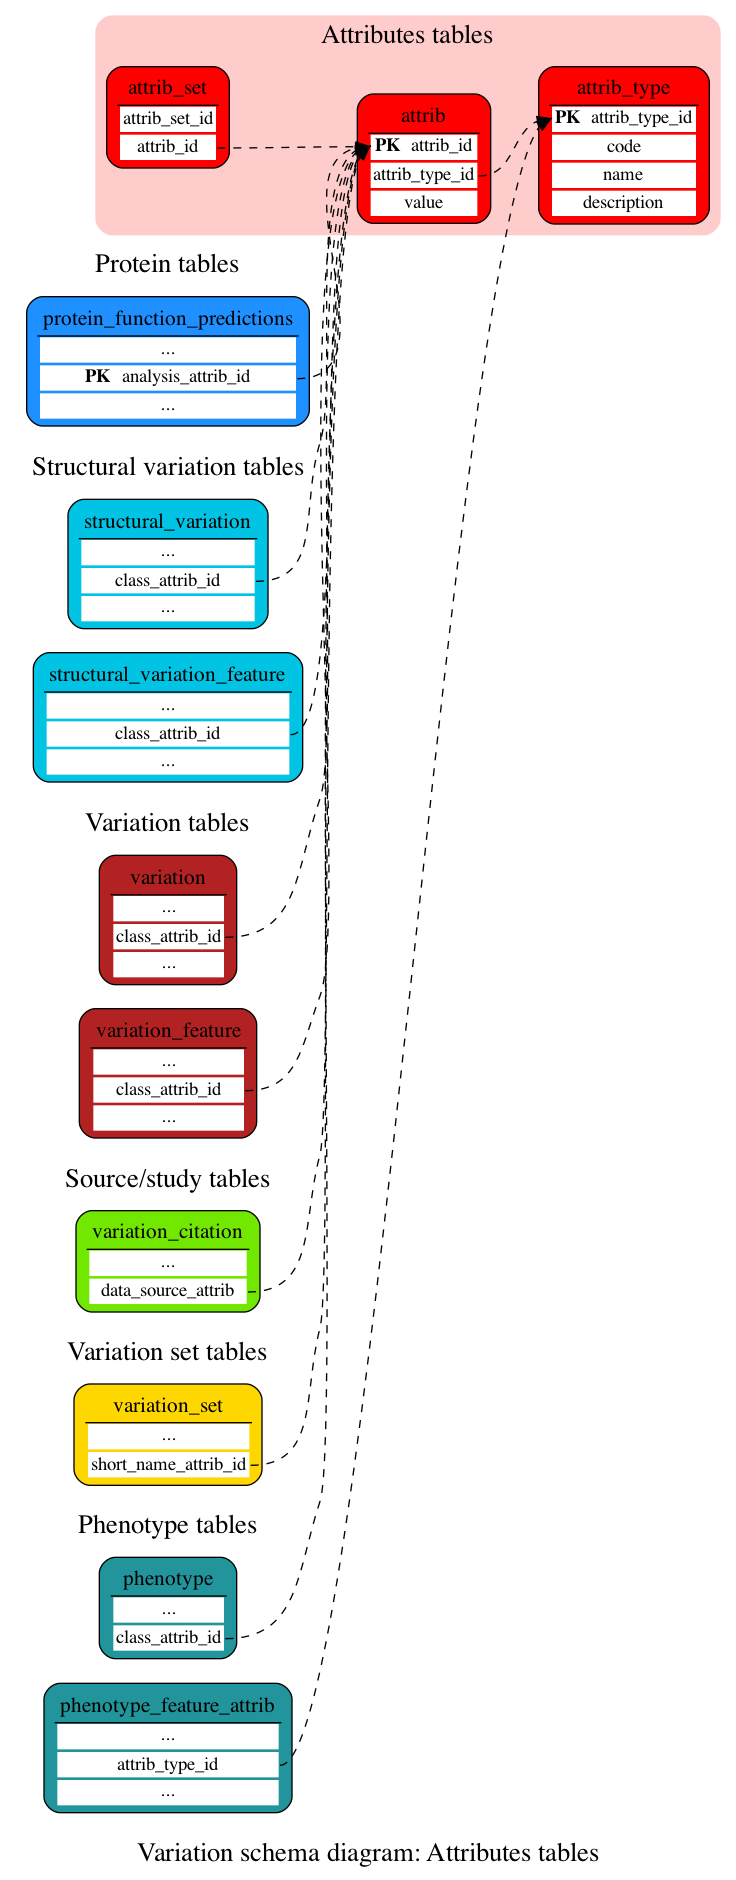 Attributes tables
attrib_set
attrib_set_id
attrib_id
attrib
PK attrib_id
attrib_type_id
value
attrib_type
PK attrib_type_id
code
name
description
Protein tables
protein_function_predictions
...
PK analysis_attrib_id
...
Structural variation tables
structural_variation
...
class_attrib_id
...
structural_variation_feature
...
class_attrib_id
...
Variation tables
variation
...
class_attrib_id
...
variation_feature
...
class_attrib_id
...
Source/study tables
variation_citation
...
data_source_attrib
Variation set tables
variation_set
...
short_name_attrib_id
Phenotype tables
phenotype
...
class_attrib_id
phenotype_feature_attrib
...
attrib_type_id
...
Variation schema diagram: Attributes tables